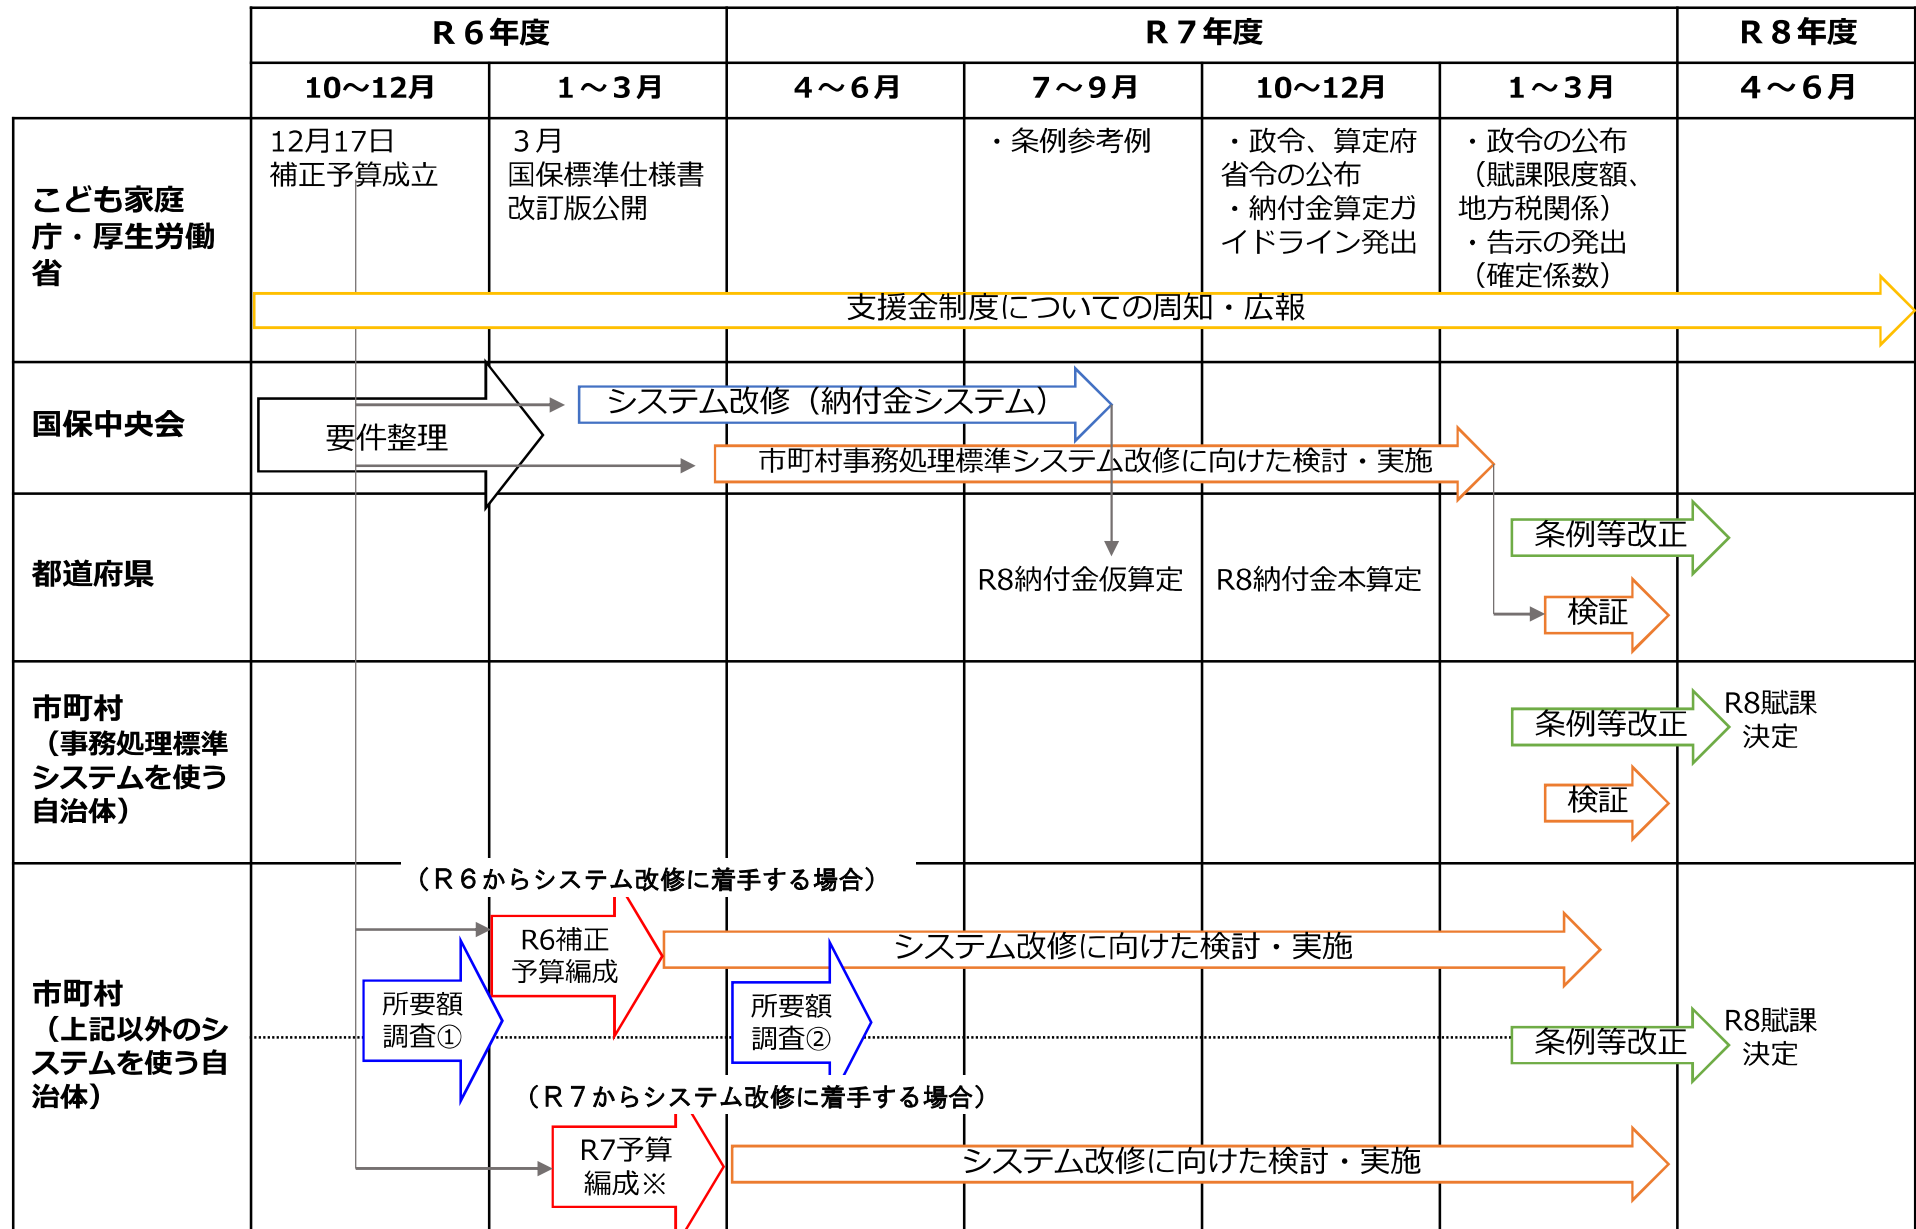 R６年度
R７年度
R８年度
10～12月
1～３月
４～６月
7～９月
10～12月
1～３月
４～６月
こども家庭
庁・厚生労働
省
12月17日
補正予算成立
３月
国保標準仕様書
改訂版公開
・条例参考例
・政令、算定府
省令の公布
・納付金算定ガ
イドライン発出
・政令の公布
（賦課限度額、
地方税関係）
・告示の発出
（確定係数）
支援金制度についての周知・広報
国保中央会
要件整理
システム改修（納付金システム）
市町村事務処理標準システム改修に向けた検討・実施
都道府県
R8納付金仮算定
R8納付金本算定
条例等改正
検証
市町村
（事務処理標準
システムを使う
自治体）
条例等改正
R8賦課
決定
検証
市町村
（上記以外のシ
ステムを使う自
治体）
（R６からシステム改修に着手する場合）
R6補正
予算編成
システム改修に向けた検討・実施
所要額
調査①
所要額
調査②
条例等改正
R8賦課
決定
（R７からシステム改修に着手する場合）
R7予算
編成※
システム改修に向けた検討・実施